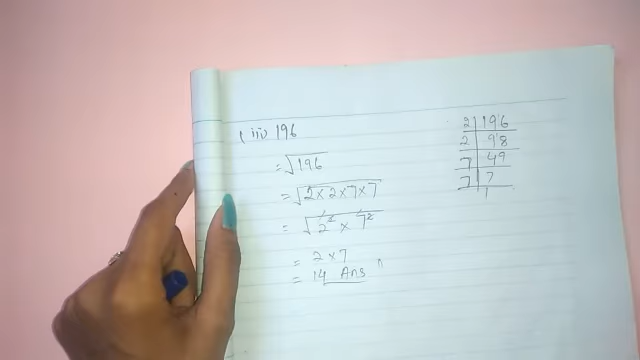 (iii) 196
= √196
= √2×2×7×7
= √2² × 7²
= 2×7
= 14 Ans
2 | 196
2 | 98
7 | 49
7 | 7
1